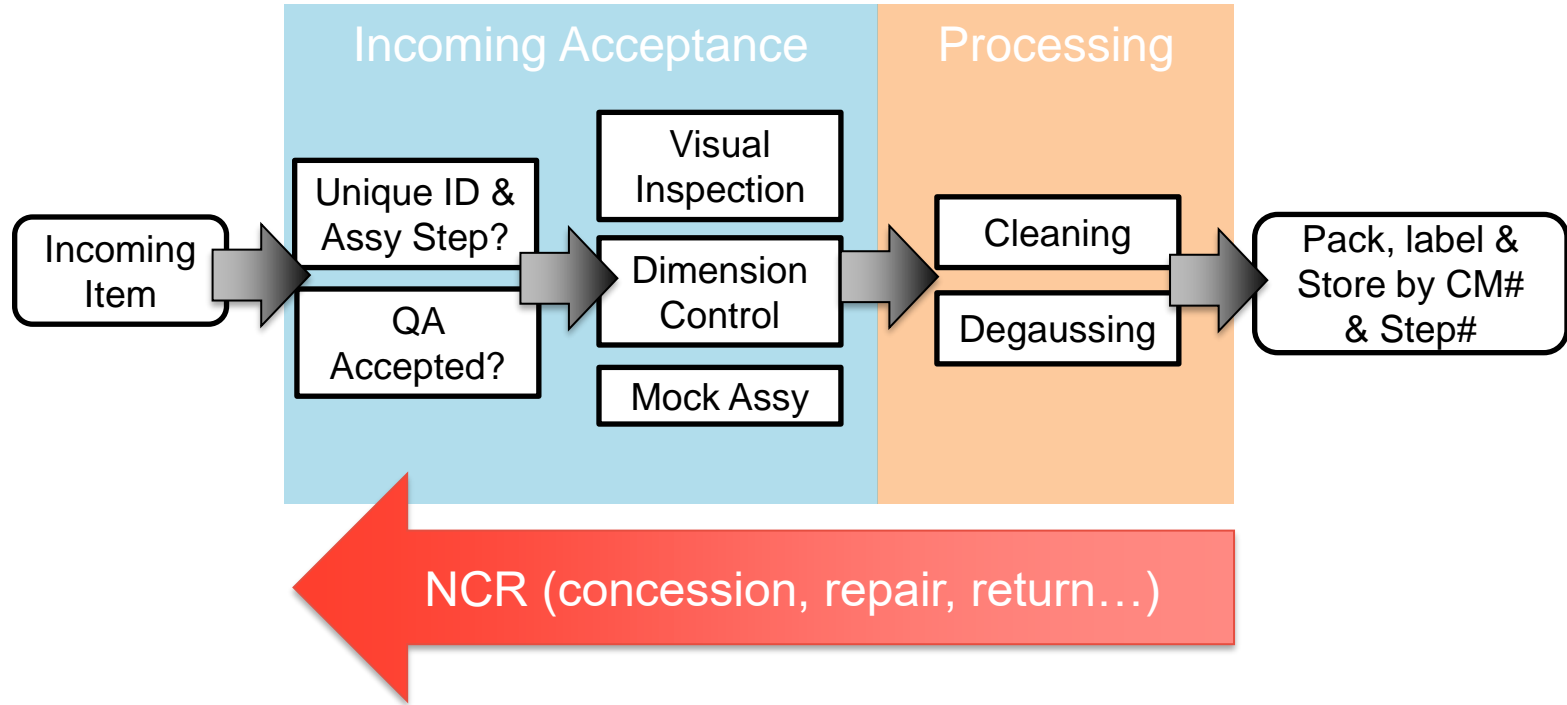 Incoming Acceptance
Processing
Incoming
Item
Unique ID &
Assy Step?
QA
Accepted?
Visual
Inspection
Dimension
Control
Mock Assy
Cleaning
Degaussing
Pack, label &
Store by CM#
& Step#
NCR (concession, repair, return…)